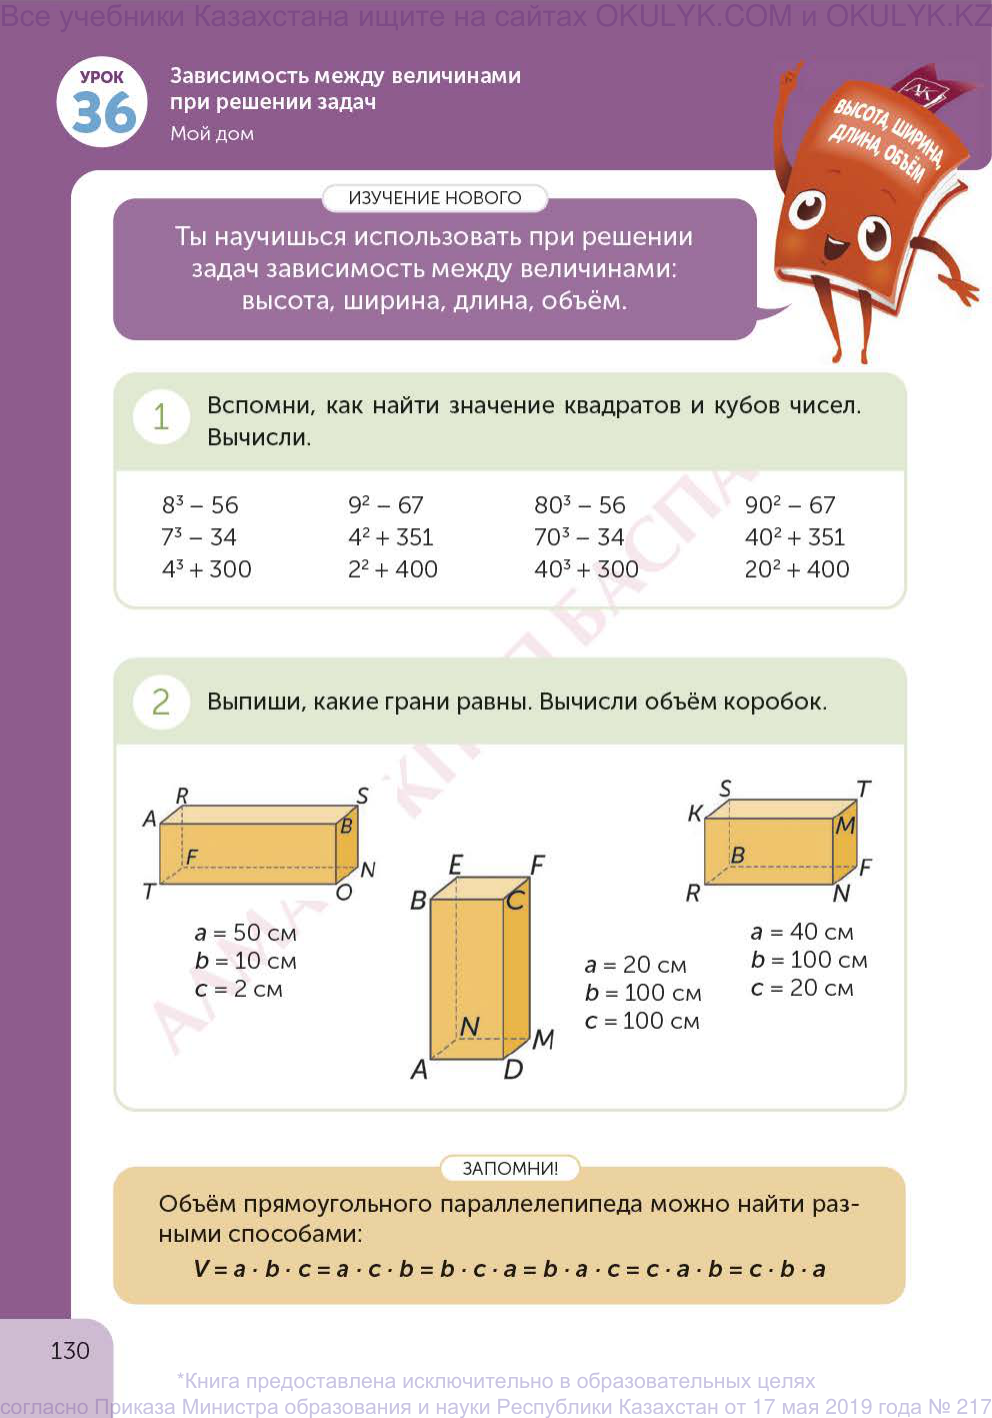 Все учебники Казахстана ищите на сайтах OKULYK.COM и OKULYK.KZ
УРОК
36
Зависимость между величинами
при решении задач
Мой дом
АК
ВЫСОТА, ШИРИНА,
ДЛИНА, ОБЪЁМ
ИЗУЧЕНИЕ НОВОГО
Ты научишься использовать при решении
задач зависимость между величинами:
высота, ширина, длина, объём.
1
Вспомни, как найти значение квадратов и кубов чисел.
Вычисли.
8³ – 56 9² – 67 80³ – 56 90² – 67
7³ – 34 4² + 351 70³ – 34 40² + 351
4³ + 300 2² + 400 40³ + 300 20² + 400
2
Выпиши, какие грани равны. Вычисли объём коробок.
R S
A B
F N
T O
a = 50 см
b = 10 см
c = 2 см
E F
B C
N M
A D
a = 20 см
b = 100 см
c = 100 см
S T
K M
B F
R N
a = 40 см
b = 100 см
c = 20 см
ЗАПОМНИ!
Объём прямоугольного параллелепипеда можно найти раз-
ными способами:
V = a · b · c = a · c · b = b · c · a = b · a · c = c · a · b = c · b · a
130
*Книга предоставлена исключительно в образовательных целях
согласно Приказа Министра образования и науки Республики Казахстан от 17 мая 2019 года № 217